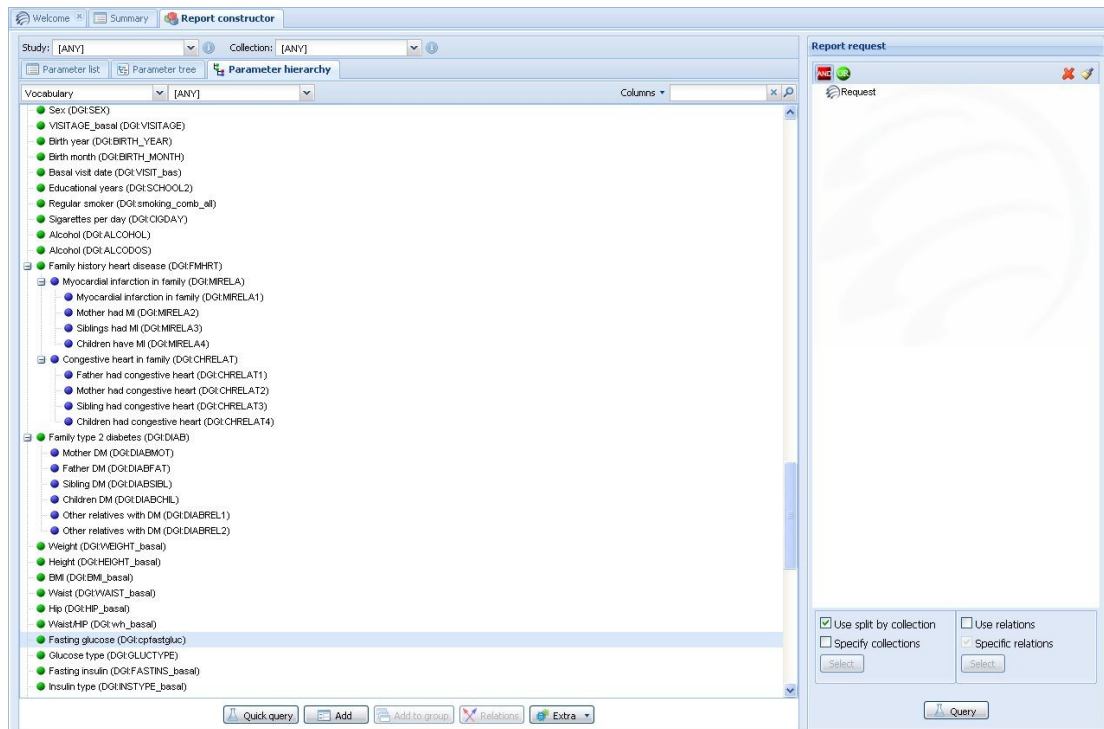 Welcome Summary Report constructor
Study: [ANY] Collection: [ANY]
Parameter list Parameter tree Parameter hierarchy
Vocabulary [ANY] Columns
Sex (DGI:SEX)
VISITAGE_basal (DGI:VISITAGE)
Birth year (DGI:BIRTH_YEAR)
Birth month (DGI:BIRTH_MONTH)
Basal visit date (DGI:VISIT_bas)
Educational years (DGI:SCHOOL2)
Regular smoker (DGI:smoking_comb_all)
Sigarettes per day (DGI:CIGDAY)
Alcohol (DGI:ALCOHOL)
Alcohol (DGI:ALCODOS)
Family history heart disease (DGI:FMHRT)
Myocardial infarction in family (DGI:MIRELA)
Myocardial infarction in family (DGI:MIRELA1)
Mother had MI (DGI:MIRELA2)
Siblings had MI (DGI:MIRELA3)
Children have MI (DGI:MIRELA4)
Congestive heart in family (DGI:CHRELAT)
Father had congestive heart (DGI:CHRELAT1)
Mother had congestive heart (DGI:CHRELAT2)
Sibling had congestive heart (DGI:CHRELAT3)
Children had congestive heart (DGI:CHRELAT4)
Family type 2 diabetes (DGI:DIAB)
Mother DM (DGI:DIABMOT)
Father DM (DGI:DIABFAT)
Sibling DM (DGI:DIABSIBL)
Children DM (DGI:DIABCHIL)
Other relatives with DM (DGI:DIABREL1)
Other relatives with DM (DGI:DIABREL2)
Weight (DGI:WEIGHT_basal)
Height (DGI:HEIGHT_basal)
BMI (DGI:BMI_basal)
Waist (DGI:WAIST_basal)
Hip (DGI:HIP_basal)
Waist/HIP (DGI:wh_basal)
Fasting glucose (DGI:cpfastgluc)
Glucose type (DGI:GLUCTYPE)
Fasting insulin (DGI:FASTINS_basal)
Insulin type (DGI:INSTYPE_basal)
Quick query Add Add to group Relations Extra
Report request
AND OR
Request
Use split by collection Use relations
Specify collections Specific relations
Select Select
Query